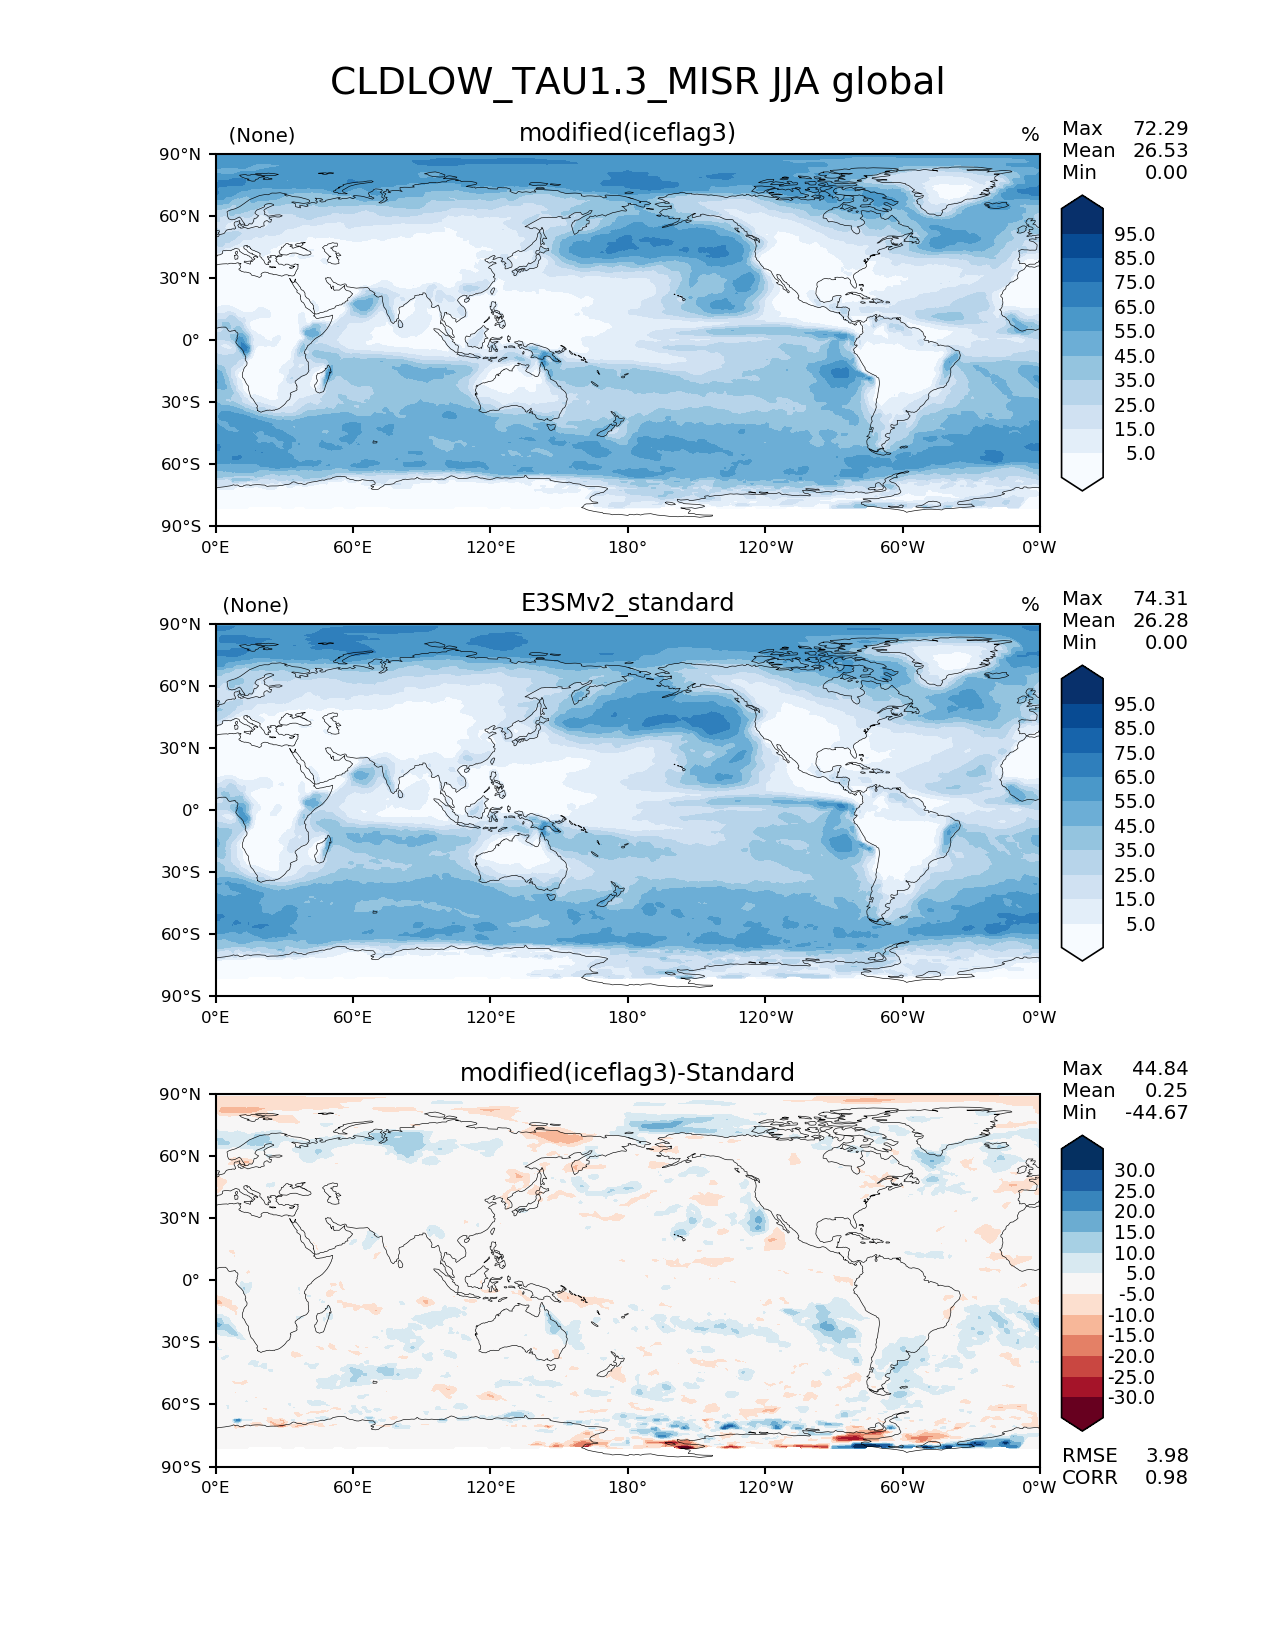 CLDLOW_TAU1.3_MISR JJA global
(None) modified(iceflag3) %
Max 72.29
Mean 26.53
Min 0.00
90°N
60°N
30°N
0°
30°S
60°S
90°S
0°E 60°E 120°E 180° 120°W 60°W 0°W
95.0
85.0
75.0
65.0
55.0
45.0
35.0
25.0
15.0
5.0
(None) E3SMv2_standard %
Max 74.31
Mean 26.28
Min 0.00
90°N
60°N
30°N
0°
30°S
60°S
90°S
0°E 60°E 120°E 180° 120°W 60°W 0°W
95.0
85.0
75.0
65.0
55.0
45.0
35.0
25.0
15.0
5.0
modified(iceflag3)-Standard
Max 44.84
Mean 0.25
Min -44.67
90°N
60°N
30°N
0°
30°S
60°S
90°S
0°E 60°E 120°E 180° 120°W 60°W 0°W
30.0
25.0
20.0
15.0
10.0
5.0
-5.0
-10.0
-15.0
-20.0
-25.0
-30.0
RMSE 3.98
CORR 0.98